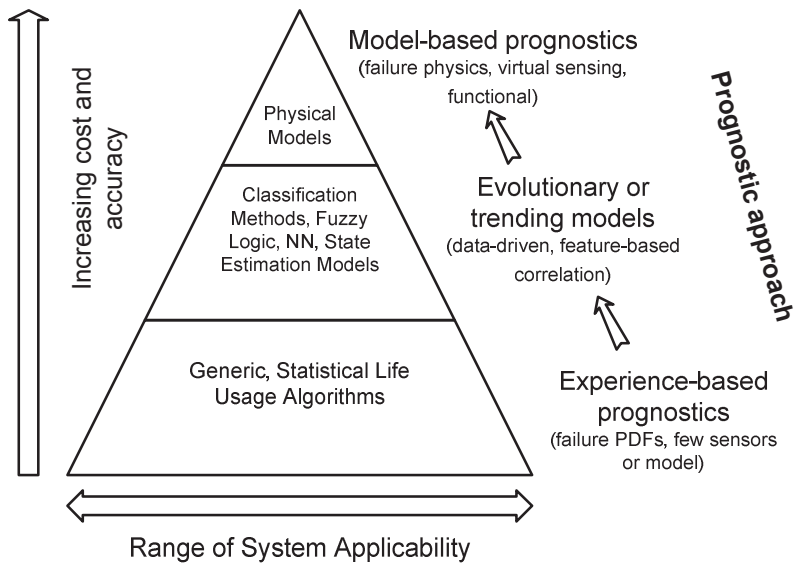 Model-based prognostics
(failure physics, virtual sensing,
functional)
Increasing cost and
accuracy
Physical
Models
Prognostic approach
Classification
Methods, Fuzzy
Logic, NN, State
Estimation Models
Evolutionary or
trending models
(data-driven, feature-based
correlation)
Generic, Statistical Life
Usage Algorithms
Experience-based
prognostics
(failure PDFs, few sensors
or model)
Range of System Applicability